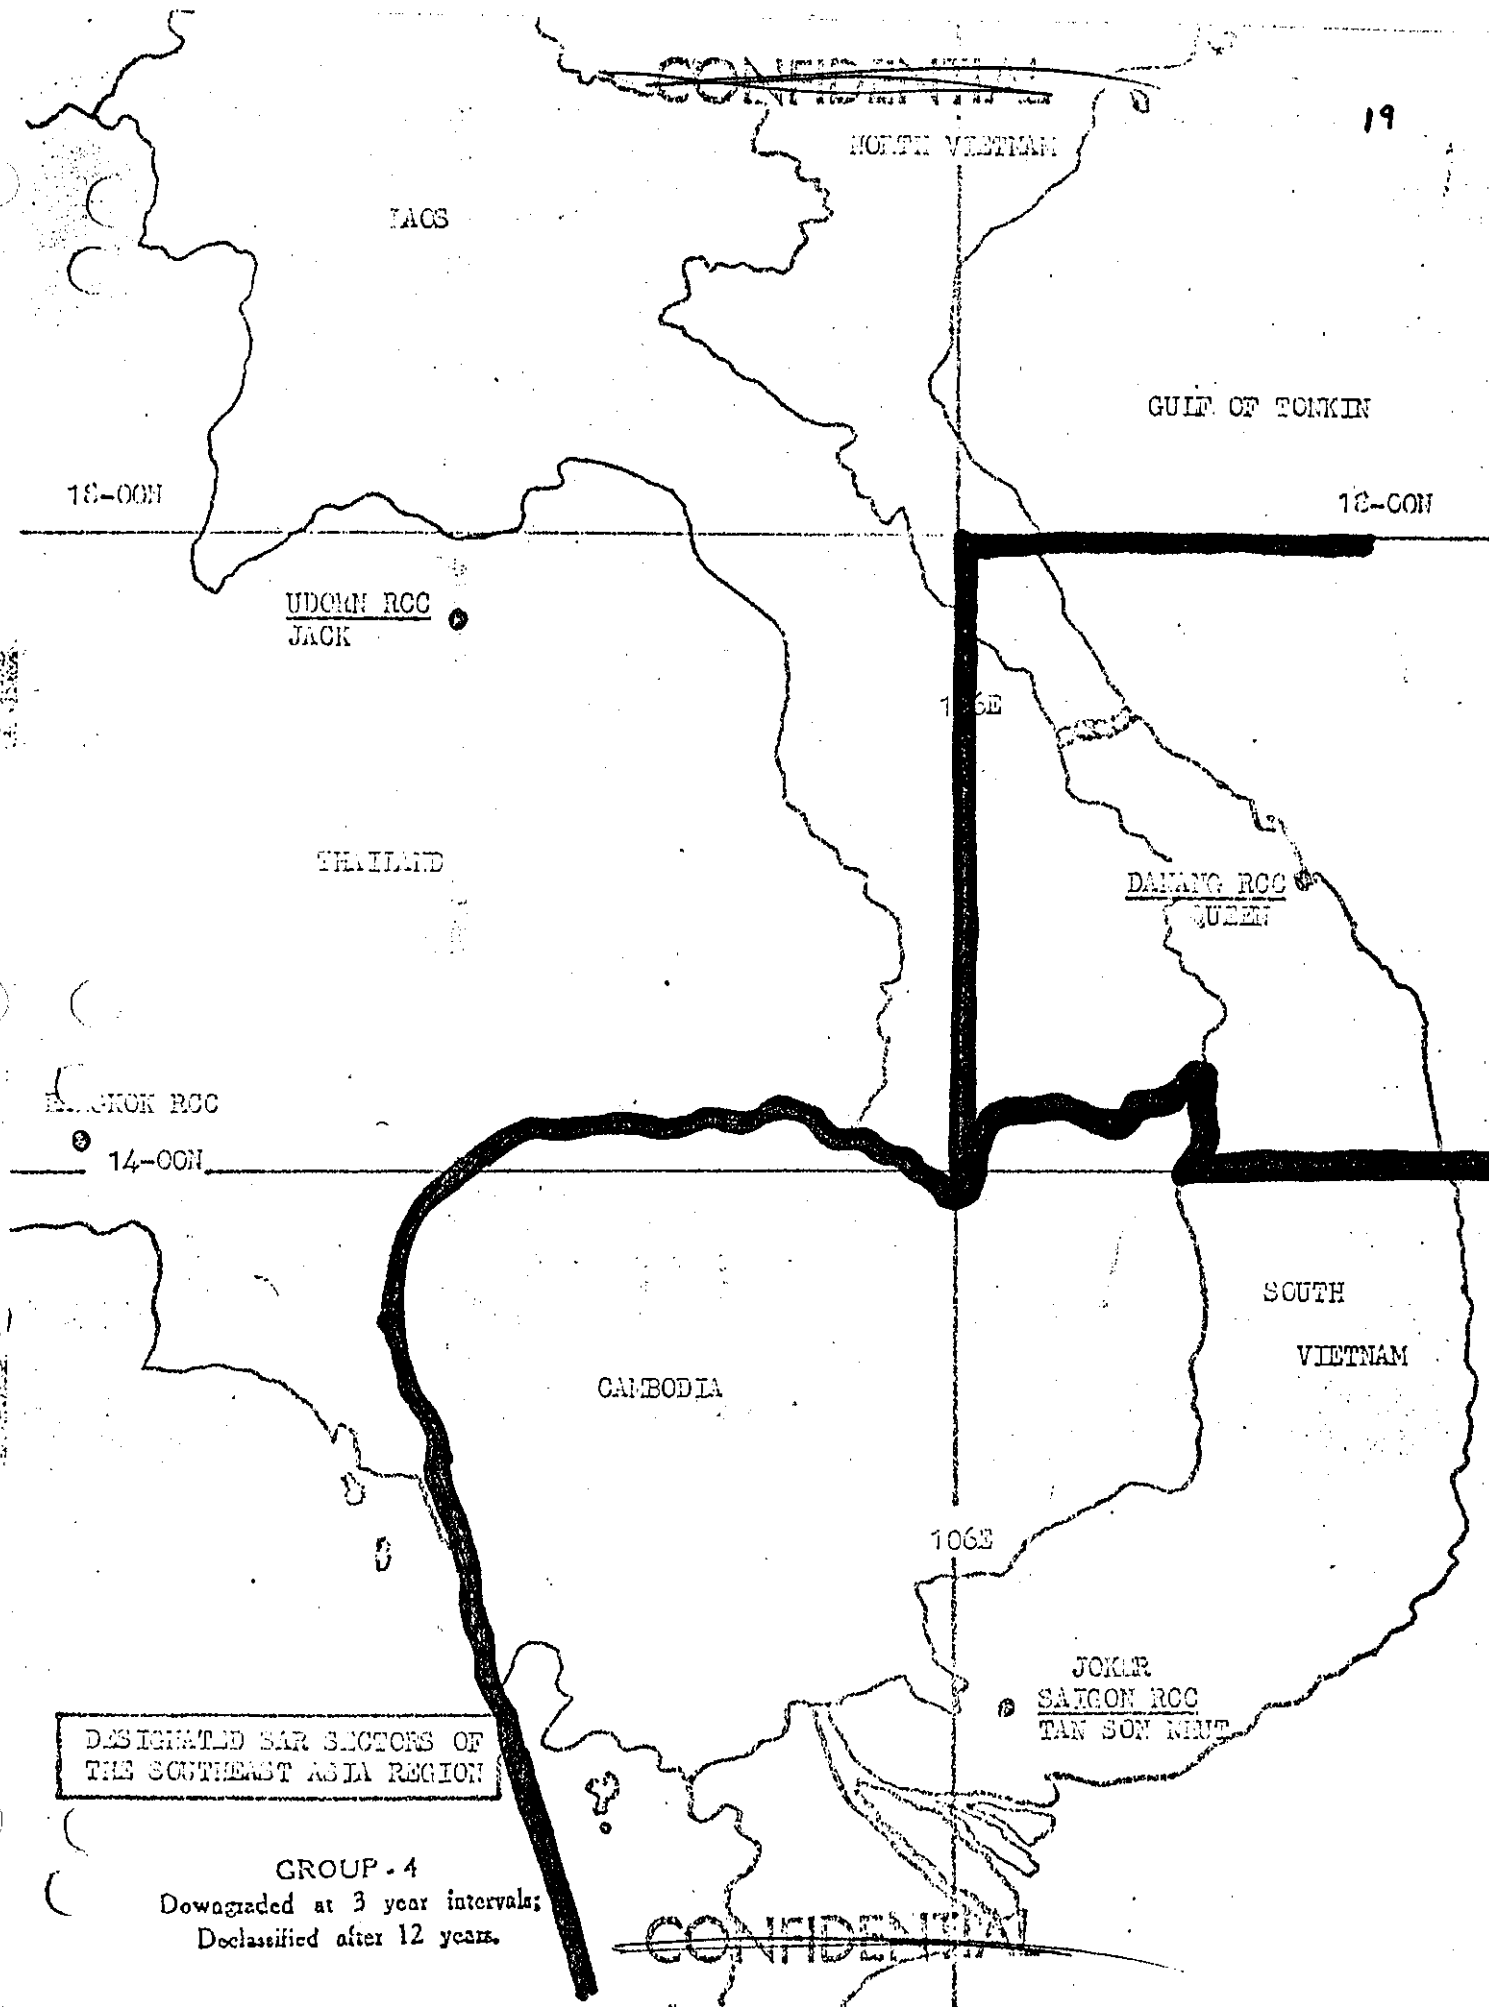 CONFIDENTIAL
19
NORTH VIETNAM
LAOS
GULF OF TONKIN
18-00N
18-00N
UDORN RCC
JACK
106E
THAILAND
DANANG RCC
QUEEN
BANGKOK RCC
14-00N
SOUTH
VIETNAM
CAMBODIA
106E
JOKER
SAIGON RCC
TAN SON NHUT
DESIGNATED SAR SECTORS OF
THE SOUTHEAST ASIA REGION
GROUP-4
Downgraded at 3 year intervals;
Declassified after 12 years.
CONFIDENTIAL